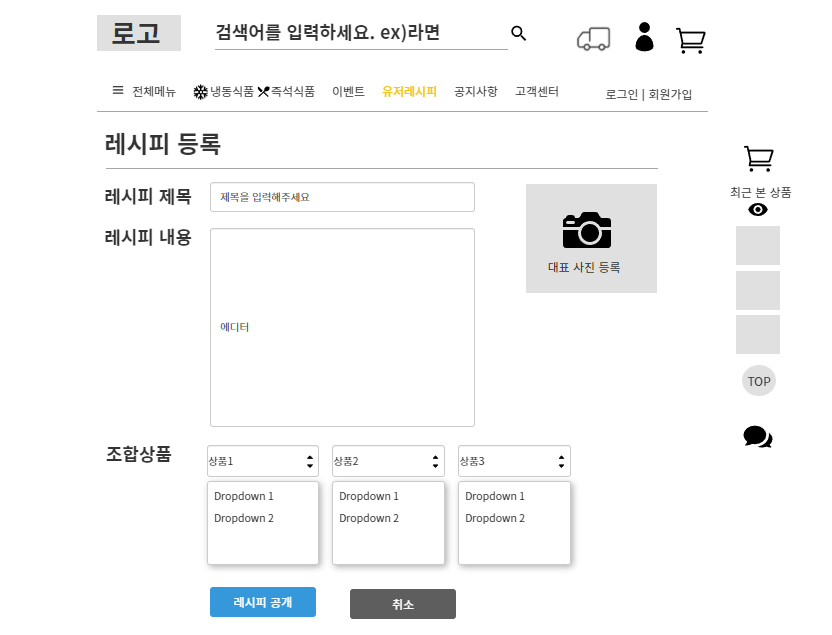 로고
검색어를 입력하세요. ex)라면
전체메뉴 냉동식품 즉석식품 이벤트 유저레시피 공지사항 고객센터 로그인 | 회원가입
레시피 등록
레시피 제목
제목을 입력해주세요
레시피 내용
에디터
대표 사진 등록
최근 본 상품
TOP
조합상품
상품1 상품2 상품3
Dropdown 1 Dropdown 1 Dropdown 1
Dropdown 2 Dropdown 2 Dropdown 2
레시피 공개 취소